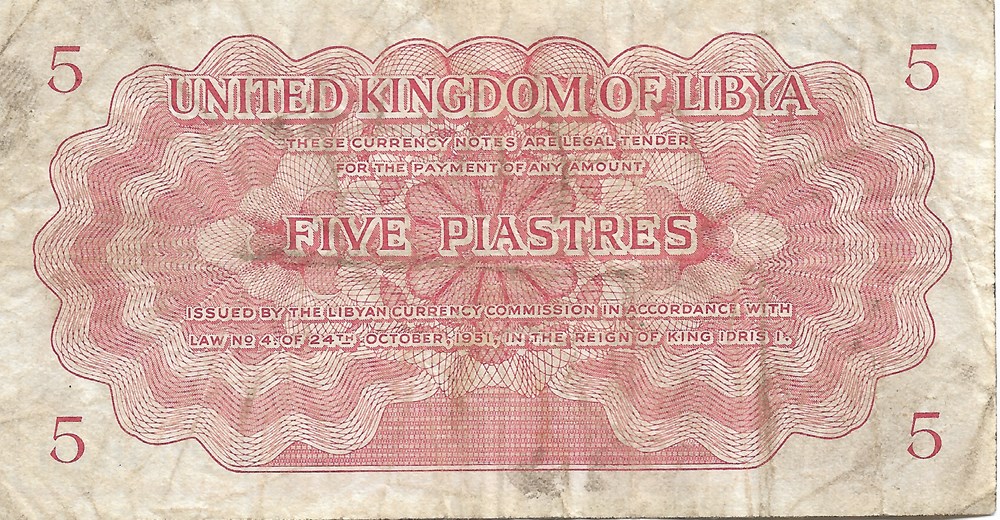 5 5
UNITED KINGDOM OF LIBYA
THESE CURRENCY NOTES ARE LEGAL TENDER
FOR THE PAYMENT OF ANY AMOUNT
FIVE PIASTRES
ISSUED BY THE LIBYAN CURRENCY COMMISSION IN ACCORDANCE WITH
LAW Nº 4. OF 24TH OCTOBER, 1951, IN THE REIGN OF KING IDRIS I.
5 5